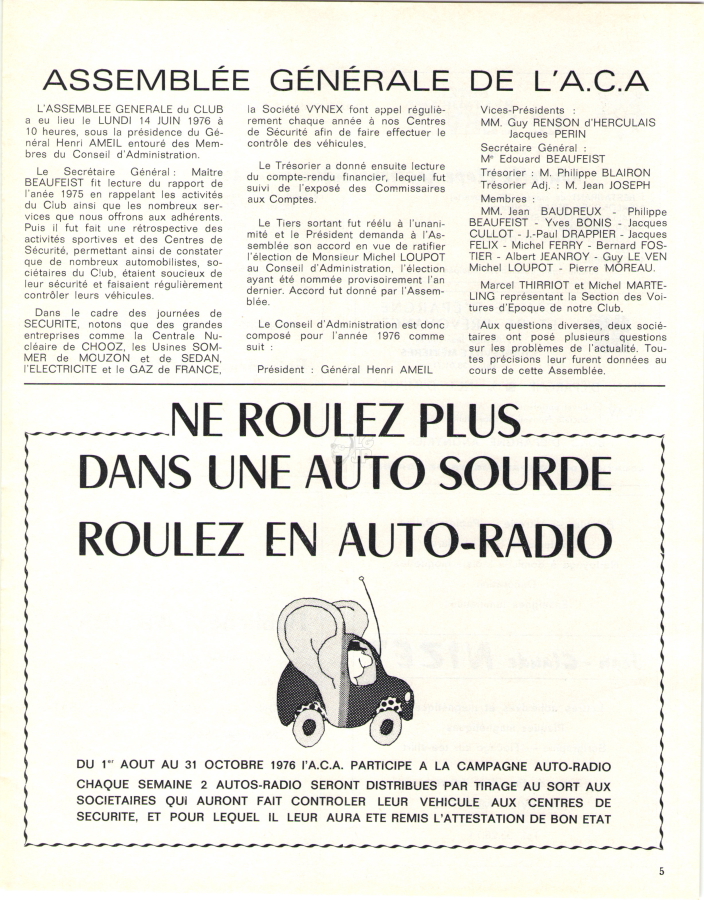 ASSEMBLÉE GÉNÉRALE DE L'A.C.A
L'ASSEMBLEE GENERALE du CLUB
a eu lieu le LUNDI 14 JUIN 1976 à
10 heures, sous la présidence du Gé-
néral Henri AMEIL entouré des Mem-
bres du Conseil d'Administration.
Le Secrétaire Général : Maître
BEAUFEIST fit lecture du rapport de
l'année 1975 en rappelant les activités
du Club ainsi que les nombreux ser-
vices que nous offrons aux adhérents.
Puis il fut fait une rétrospective des
activités sportives et des Centres de
Sécurité, permettant ainsi de constater
que de nombreux automobilistes, so-
ciétaires du Club, étaient soucieux de
leur sécurité et faisaient régulièrement
contrôler leurs véhicules.
Dans le cadre des journées de
SECURITE, notons que des grandes
entreprises comme la Centrale Nu-
cléaire de CHOOZ, les Usines SOM-
MER de MOUZON et de SEDAN,
l'ELECTRICITE et le GAZ de FRANCE,
la Société VYNEX font appel réguliè-
rement chaque année à nos Centres
de Sécurité afin de faire effectuer le
contrôle des véhicules.
Le Trésorier a donné ensuite lecture
du compte-rendu financier, lequel fut
suivi de l'exposé des Commissaires
aux Comptes.
Le Tiers sortant fut réélu à l'unani-
mité et le Président demanda à l'As-
semblée son accord en vue de ratifier
l'élection de Monsieur Michel LOUPOT
au Conseil d'Administration, l'élection
ayant été nommée provisoirement l'an
dernier. Accord fut donné par l'Assem-
blée.
Le Conseil d'Administration est donc
composé pour l'année 1976 comme
suit :
Président : Général Henri AMEIL
Vices-Présidents :
MM. Guy RENSON d'HERCULAIS
Jacques PERIN
Secrétaire Général :
Me Edouard BEAUFEIST
Trésorier : M. Philippe BLAIRON
Trésorier Adj. : M. Jean JOSEPH
Membres :
MM. Jean BAUDREUX - Philippe
BEAUFEIST - Yves BONIS - Jacques
CULLOT - J.-Paul DRAPPIER - Jacques
FELIX - Michel FERRY - Bernard FOS-
TIER - Albert JEANROY - Guy LE VEN
Michel LOUPOT - Pierre MOREAU.
Marcel THIRRIOT et Michel MARTE-
LING représentant la Section des Voi-
tures d'Epoque de notre Club.
Aux questions diverses, deux socié-
taires ont posé plusieurs questions
sur les problèmes de l'actualité. Tou-
tes précisions leur furent données au
cours de cette Assemblée.
NE ROULEZ PLUS
DANS UNE AUTO SOURDE
ROULEZ EN AUTO-RADIO
DU 1er AOUT AU 31 OCTOBRE 1976 l'A.C.A. PARTICIPE A LA CAMPAGNE AUTO-RADIO
CHAQUE SEMAINE 2 AUTOS-RADIO SERONT DISTRIBUES PAR TIRAGE AU SORT AUX
SOCIETAIRES QUI AURONT FAIT CONTROLER LEUR VEHICULE AUX CENTRES DE
SECURITE, ET POUR LEQUEL IL LEUR AURA ETE REMIS L'ATTESTATION DE BON ETAT
5